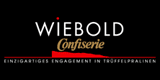 WIEBOLD
Confiserie
EINZIGARTIGES ENGAGEMENT IN TRÜFFELPRALINEN